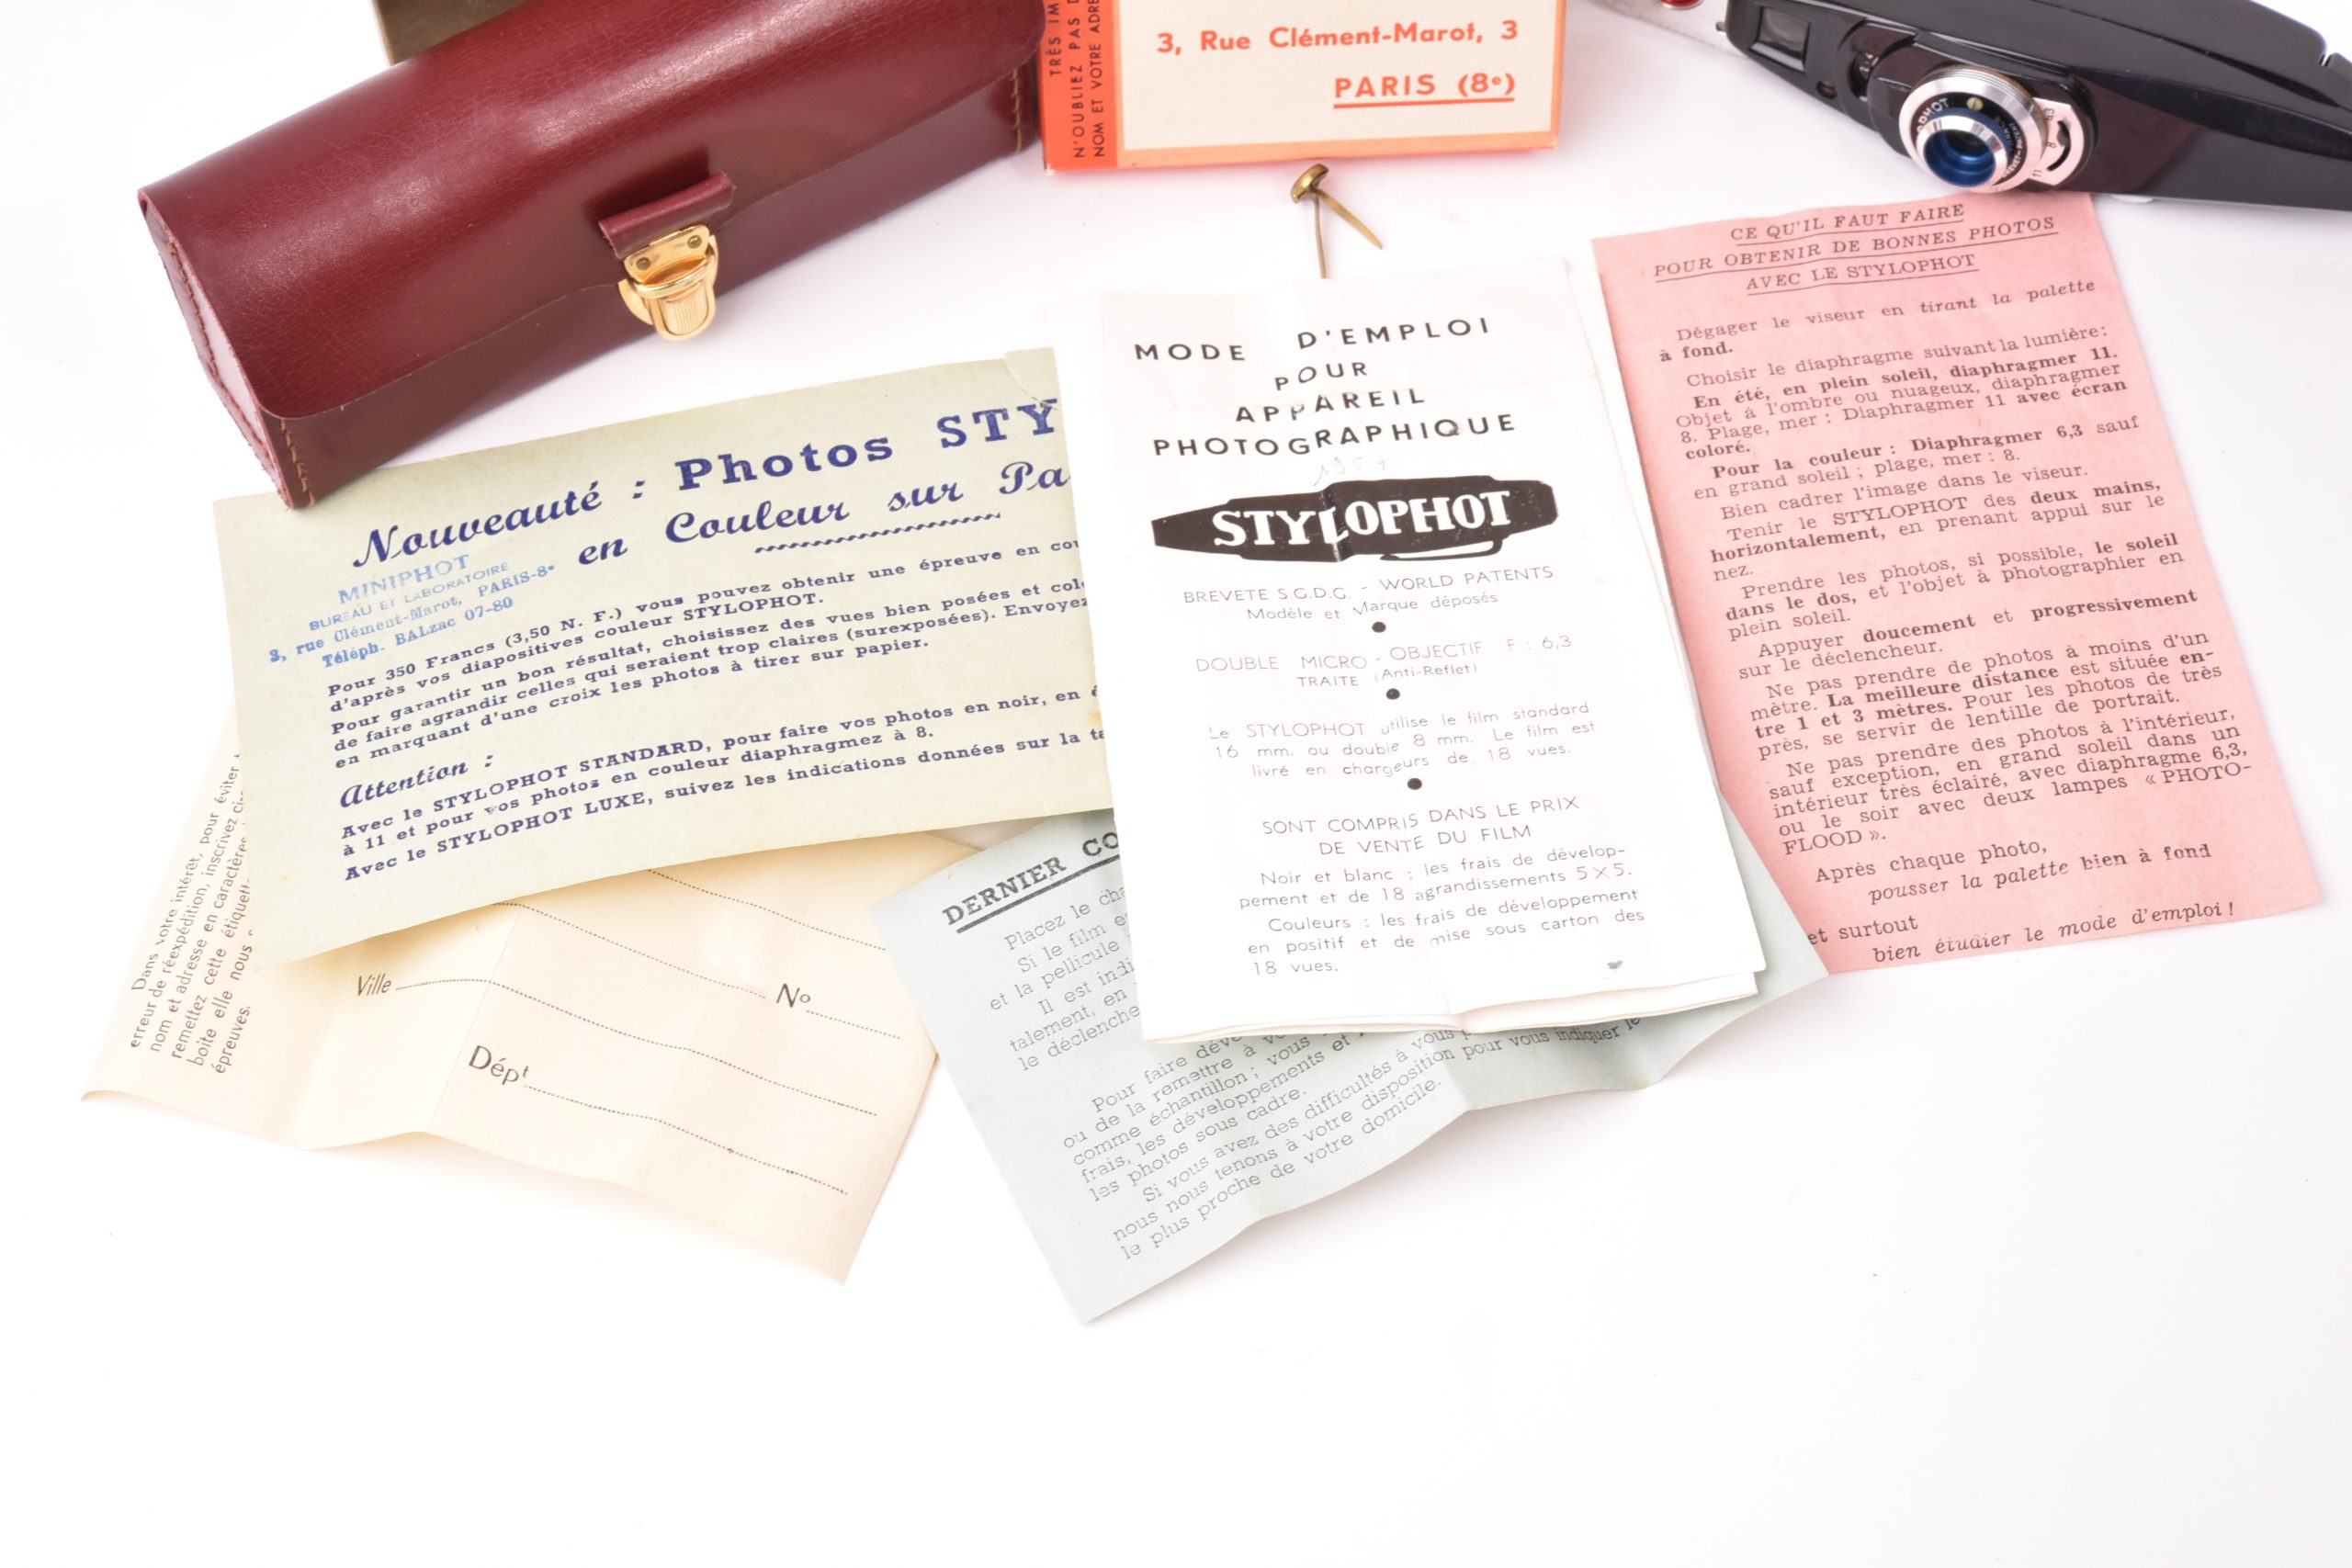 TRÈS IM
N'OUBLIEZ PAS D
NOM ET VOTRE ADRE
3, Rue Clément-Marot, 3
PARIS (8e)
PHOT
11
8
Nouveauté : Photos STY
en Couleur sur Pa
MINIPHOT
BUREAU ET LABORATOIRE
3, rue Clément-Marot, PARIS-8e
Téléph. BALzac 07-80
Pour 350 Francs (3,50 N. F.) vous pouvez obtenir une épreuve en cou
d'après vos diapositives couleur STYLOPHOT.
Pour garantir un bon résultat, choisissez des vues bien posées et col
de faire agrandir celles qui seraient trop claires (surexposées). Envoyez
en marquant d'une croix les photos à tirer sur papier.
Attention :
Avec le STYLOPHOT STANDARD, pour faire vos photos en noir, en é
à 11 et pour vos photos en couleur diaphragmez à 8.
Avec le STYLOPHOT LUXE, suivez les indications données sur la ta
Dans votre intérêt, pour éviter
erreur de réexpédition, inscrivez
nom et adresse en caractères
remettez cette étiquette
boite elle nous
épreuves.
Ville No
Dépt
DERNIER CO
Placez le cha
Si le film e
et la pellicule
Il est indi
talement, en
le déclenche
Pour faire déve
ou de la remettre à v
comme échantillon ; vous
frais, les développements et
les photos sous cadre.
Si vous avez des difficultés à vous
nous nous tenons à votre disposition pour vous indiquer le
le plus proche de votre domicile.
MODE D'EMPLOI
POUR
APPAREIL
PHOTOGRAPHIQUE
1957
STYLOPHOT
BREVETE S.G.D.G. - WORLD PATENTS
Modèle et Marque déposés
DOUBLE MICRO - OBJECTIF F : 6,3
TRAITE (Anti-Reflet)
Le STYLOPHOT utilise le film standard
16 mm. ou double 8 mm. Le film est
livré en chargeurs de 18 vues.
SONT COMPRIS DANS LE PRIX
DE VENTE DU FILM
Noir et blanc : les frais de dévelop-
pement et de 18 agrandissements 5 X 5.
Couleurs : les frais de développement
en positif et de mise sous carton des
18 vues.
CE QU'IL FAUT FAIRE
POUR OBTENIR DE BONNES PHOTOS
AVEC LE STYLOPHOT
Dégager le viseur en tirant la palette
à fond.
Choisir le diaphragme suivant la lumière:
En été, en plein soleil, diaphragmer 11.
Objet à l'ombre ou nuageux, diaphragmer
8. Plage, mer : Diaphragmer 11 avec écran
coloré.
Pour la couleur : Diaphragmer 6,3 sauf
en grand soleil ; plage, mer : 8.
Bien cadrer l'image dans le viseur.
Tenir le STYLOPHOT des deux mains,
horizontalement, en prenant appui sur le
nez.
Prendre les photos, si possible, le soleil
dans le dos, et l'objet à photographier en
plein soleil.
Appuyer doucement et progressivement
sur le déclencheur.
Ne pas prendre de photos à moins d'un
mètre. La meilleure distance est située en-
tre 1 et 3 mètres. Pour les photos de très
près, se servir de lentille de portrait.
Ne pas prendre des photos à l'intérieur,
sauf exception, en grand soleil dans un
intérieur très éclairé, avec diaphragme 6,3,
ou le soir avec deux lampes « PHOTO-
FLOOD ».
Après chaque photo,
pousser la palette bien à fond
et surtout
bien étudier le mode d'emploi !